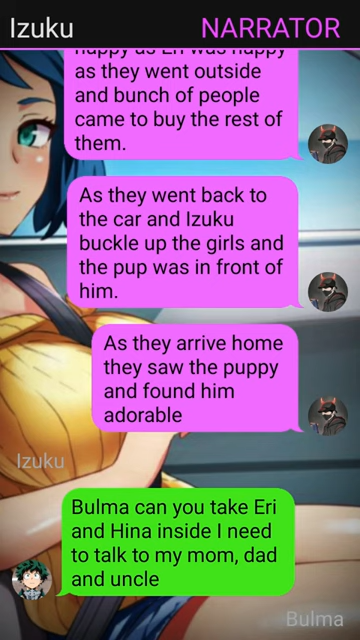 Izuku
NARRATOR
happy as Eri was happy
as they went outside
and bunch of people
came to buy the rest of
them.
As they went back to
the car and Izuku
buckle up the girls and
the pup was in front of
him.
As they arrive home
they saw the puppy
and found him
adorable
Izuku
Bulma can you take Eri
and Hina inside I need
to talk to my mom, dad
and uncle
Bulma